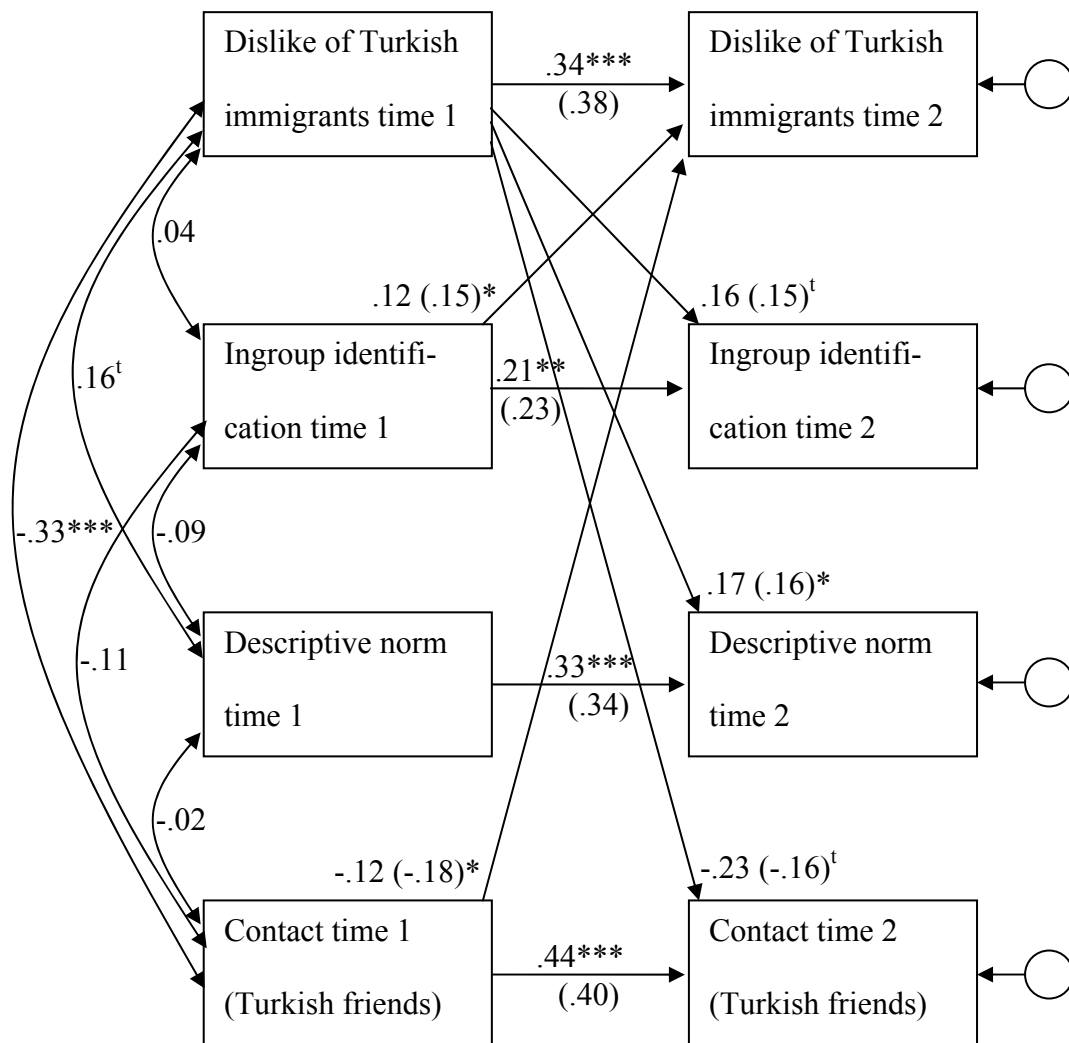 Dislike of Turkish
immigrants time 1
.34***
(.38)
Dislike of Turkish
immigrants time 2
.04
.12 (.15)*
.16 (.15)ᵗ
Ingroup identifi-
cation time 1
.21**
(.23)
Ingroup identifi-
cation time 2
.16ᵗ
-.33***
-.09
.17 (.16)*
-.11
Descriptive norm
time 1
.33***
(.34)
Descriptive norm
time 2
-.02
-.12 (-.18)*
-.23 (-.16)ᵗ
Contact time 1
(Turkish friends)
.44***
(.40)
Contact time 2
(Turkish friends)